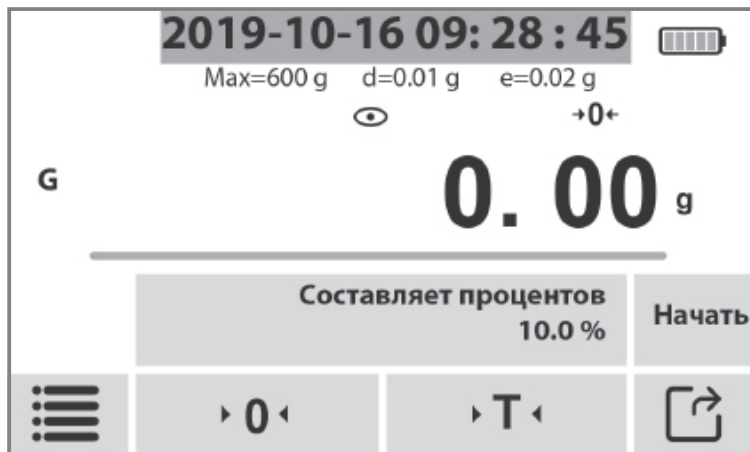 2019-10-16 09: 28 : 45
Max=600 g d=0.01 g e=0.02 g
→0←
G 0. 00 g
Составляет процентов
10.0 %
Начать
0 T